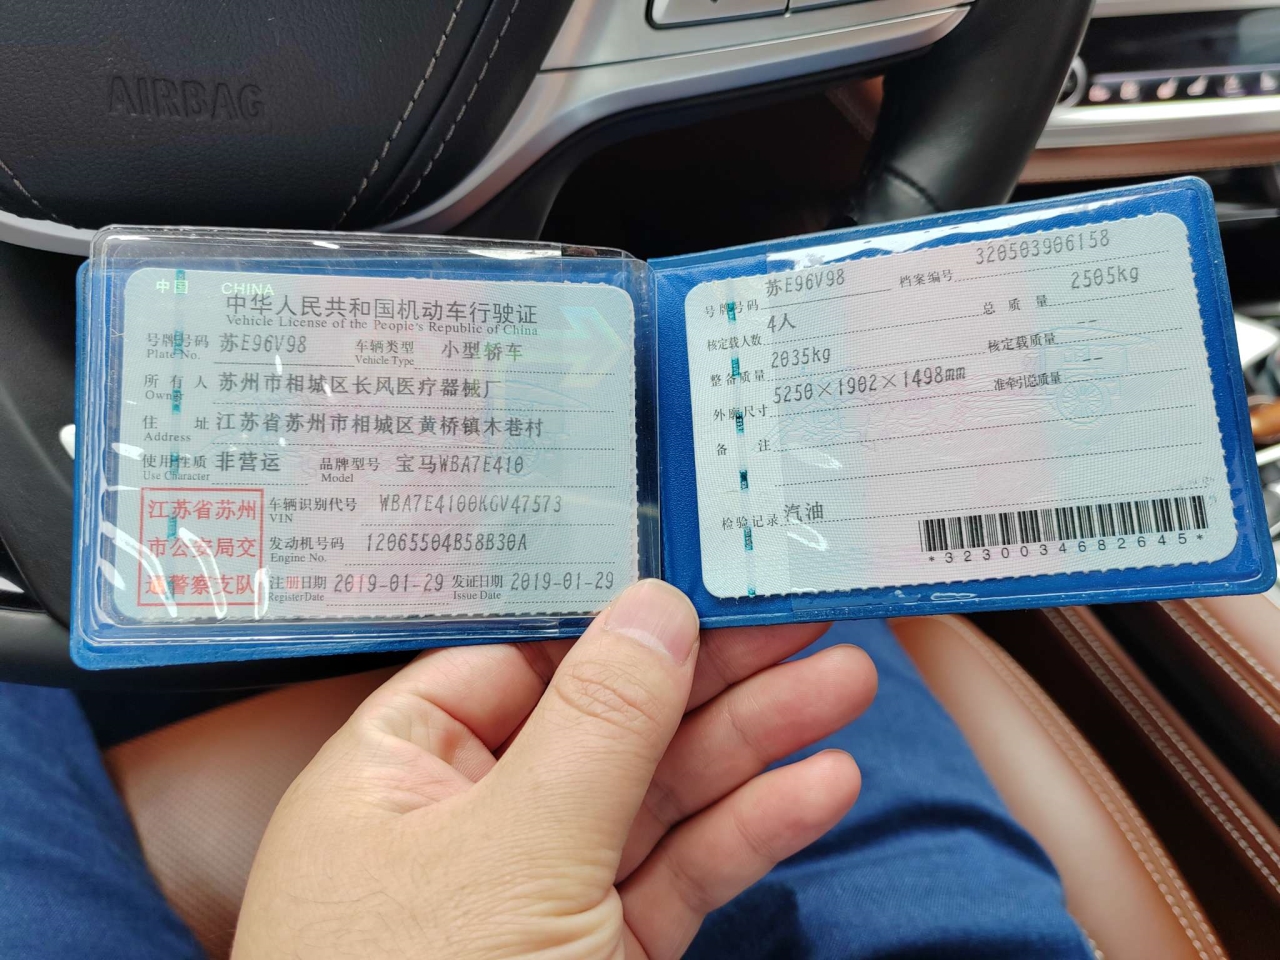 AIRBAG
中国 CHINA
中华人民共和国机动车行驶证
Vehicle License of the People's Republic of China
号牌号码 苏E96V98 车辆类型 小型轿车
Plate No. Vehicle Type
所有人 苏州市相城区长风医疗器械厂
Owner
住址 江苏省苏州市相城区黄桥镇木巷村
Address
使用性质 非营运 品牌型号 宝马WBA7E410
Use Character Model
江苏省苏州
市公安局交
通警察支队
车辆识别代号 WBA7E4100KGV47573
VIN
发动机号码 12065504B58B30A
Engine No.
注册日期 2019-01-29 发证日期 2019-01-29
Register Date Issue Date
号牌号码 苏E96V98 档案编号 320503906158
核定载人数 4人 总质量 2505kg
整备质量 2035kg 核定载质量 --
外廓尺寸 5250×1902×1498mm 准牵引总质量 --
备注
检验记录 汽油
*3230034682645*